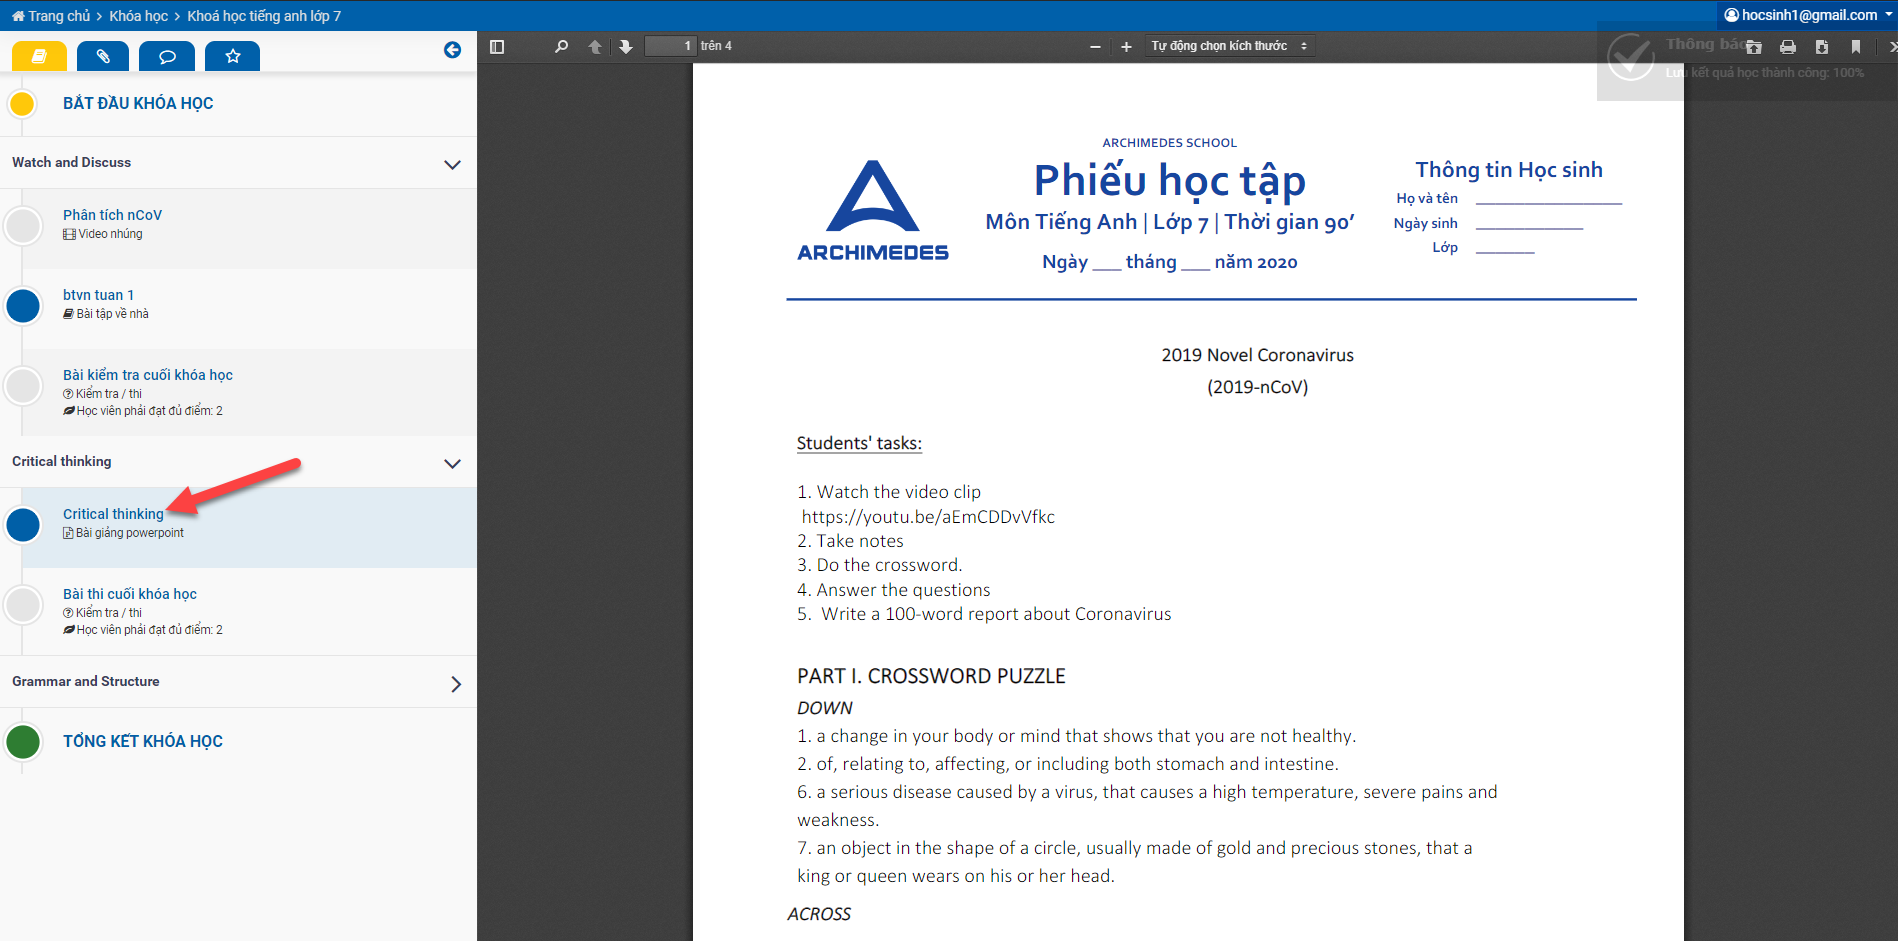 Trang chủ > Khóa học > Khoá học tiếng anh lớp 7
hocsinh1@gmail.com
BẮT ĐẦU KHÓA HỌC
Watch and Discuss
Phân tích nCoV
Video nhúng
btvn tuan 1
Bài tập về nhà
Bài kiểm tra cuối khóa học
Kiểm tra / thi
Học viên phải đạt đủ điểm: 2
Critical thinking
Critical thinking
Bài giảng powerpoint
Bài thi cuối khóa học
Kiểm tra / thi
Học viên phải đạt đủ điểm: 2
Grammar and Structure
TỔNG KẾT KHÓA HỌC
1 trên 4
Tự động chọn kích thước
Thông báo
Lưu kết quả học thành công: 100%
ARCHIMEDES
ARCHIMEDES SCHOOL
Phiếu học tập
Môn Tiếng Anh | Lớp 7 | Thời gian 90’
Ngày ___ tháng ___ năm 2020
Thông tin Học sinh
Họ và tên
Ngày sinh
Lớp
2019 Novel Coronavirus
(2019-nCoV)
Students' tasks:
1. Watch the video clip
https://youtu.be/aEmCDDvVfkc
2. Take notes
3. Do the crossword.
4. Answer the questions
5. Write a 100-word report about Coronavirus
PART I. CROSSWORD PUZZLE
DOWN
1. a change in your body or mind that shows that you are not healthy.
2. of, relating to, affecting, or including both stomach and intestine.
6. a serious disease caused by a virus, that causes a high temperature, severe pains and
weakness.
7. an object in the shape of a circle, usually made of gold and precious stones, that a
king or queen wears on his or her head.
ACROSS